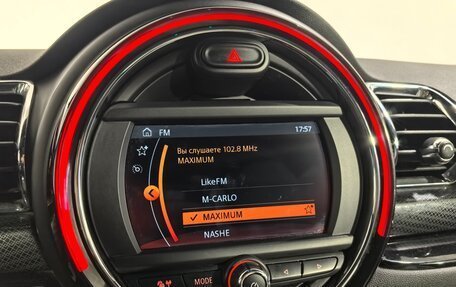 FM 17:57
Вы слушаете 102.8 MHz
MAXIMUM
LikeFM
M-CARLO
MAXIMUM
NASHE
MODE